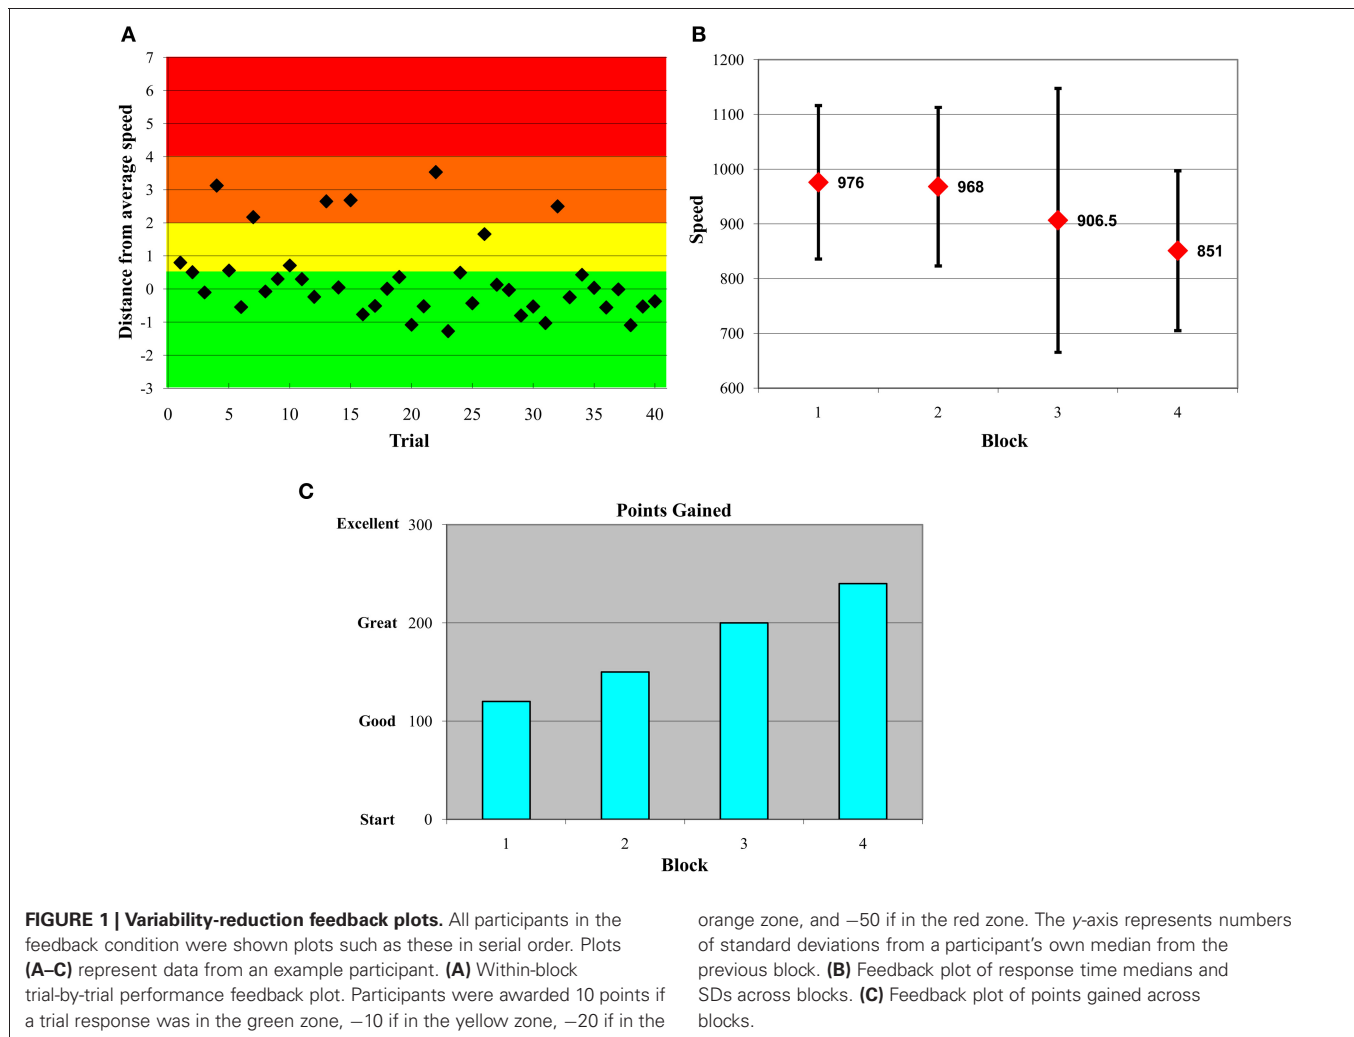 A
7
6
5
4
3
2
1
0
-1
-2
-3
Distance from average speed
0 5 10 15 20 25 30 35 40
Trial
B
1200
1100
1000
900
800
700
600
Speed
976
968
906.5
851
1 2 3 4
Block
C
Points Gained
Excellent 300
Great 200
Good 100
Start 0
1 2 3 4
Block
FIGURE 1 | Variability-reduction feedback plots. All participants in the
feedback condition were shown plots such as these in serial order. Plots
(A–C) represent data from an example participant. (A) Within-block
trial-by-trial performance feedback plot. Participants were awarded 10 points if
a trial response was in the green zone, −10 if in the yellow zone, −20 if in the
orange zone, and −50 if in the red zone. The y-axis represents numbers
of standard deviations from a participant's own median from the
previous block. (B) Feedback plot of response time medians and
SDs across blocks. (C) Feedback plot of points gained across
blocks.